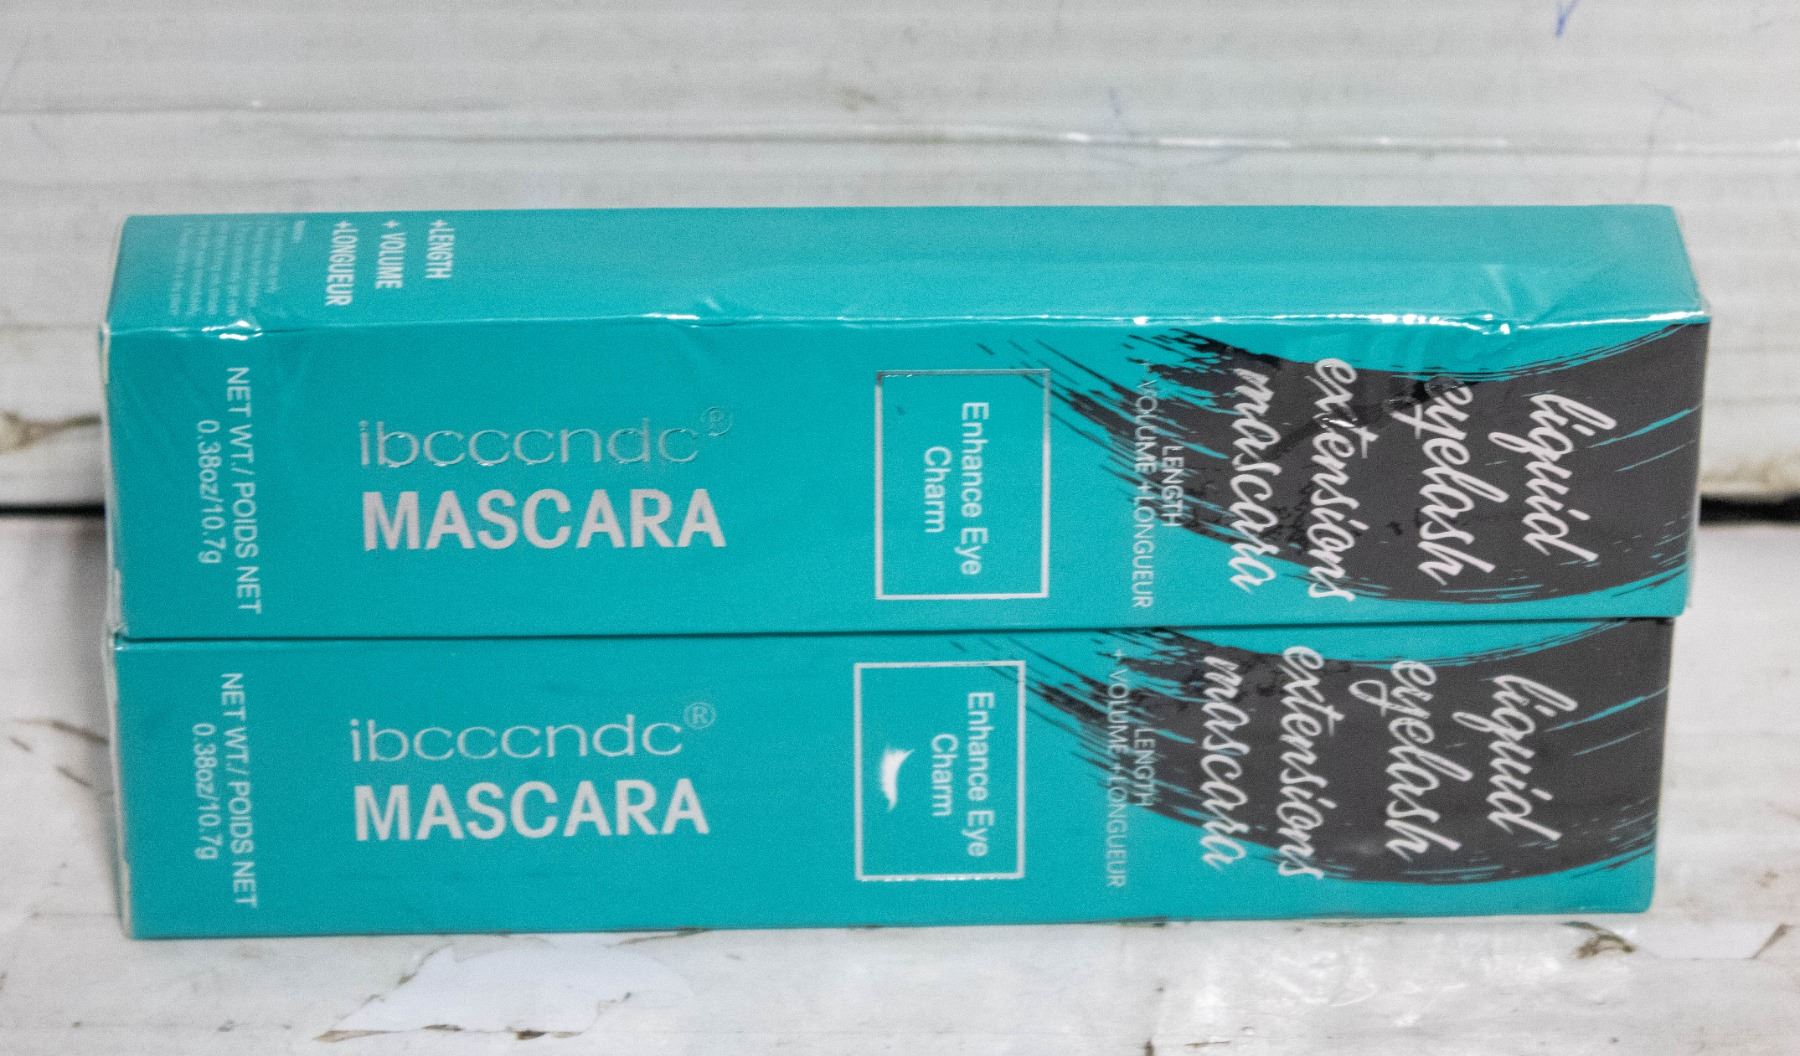 +LENGTH
+ VOLUME
+LONGUEUR
liquid
eyelash
extensions
mascara
LENGTH
+VOLUME+LONGUEUR
Enhance Eye
Charm
ibcccndc®
MASCARA
NET WT./ POIDS NET
0.38oz/10.7g
liquid
eyelash
extensions
mascara
LENGTH
+VOLUME+LONGUEUR
Enhance Eye
Charm
ibcccndc®
MASCARA
NET WT./ POIDS NET
0.38oz/10.7g